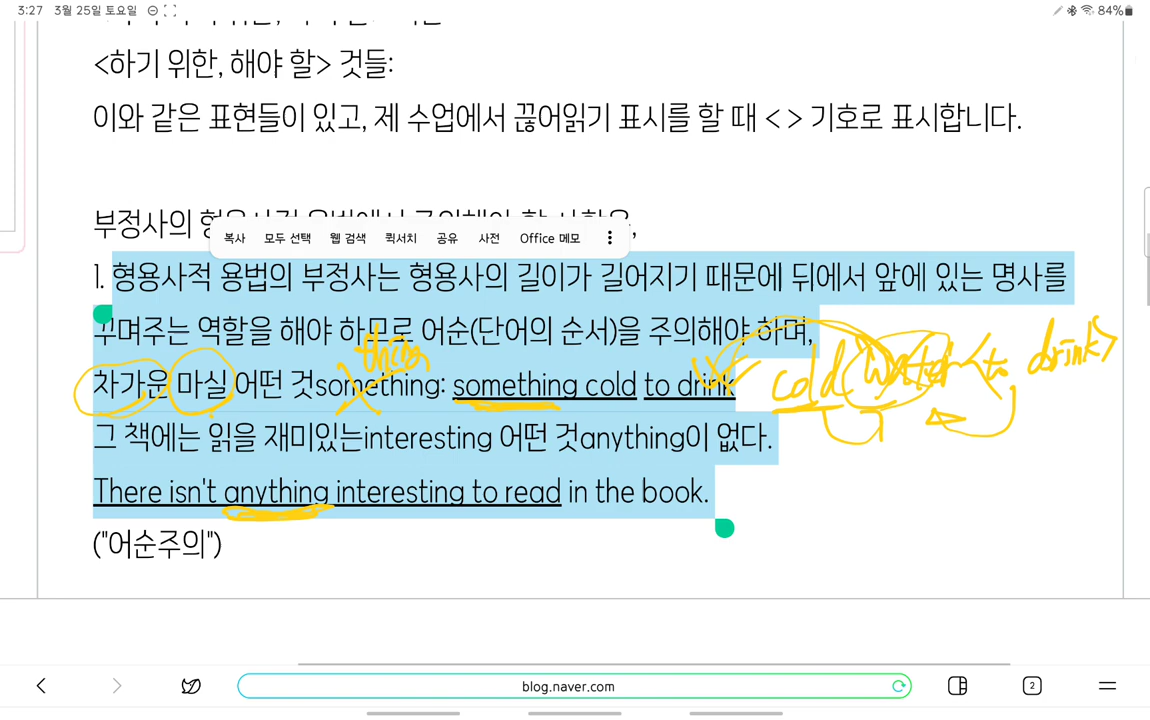 3:27 3월 25일 토요일 84%
<하기 위한, 해야 할> 것들:
이와 같은 표현들이 있고, 제 수업에서 끊어읽기 표시를 할 때 < > 기호로 표시합니다.
부정사의
복사 모두 선택 웹 검색 퀵서치 공유 사전 Office 메모
1. 형용사적 용법의 부정사는 형용사의 길이가 길어지기 때문에 뒤에서 앞에 있는 명사를
꾸며주는 역할을 해야 하므로 어순(단어의 순서)을 주의해야 하며,
thing
cold water <to drink>
차가운 마실 어떤 것something: something cold to drink
그 책에는 읽을 재미있는interesting 어떤 것anything이 없다.
There isn't anything interesting to read in the book.
("어순주의")
blog.naver.com
2